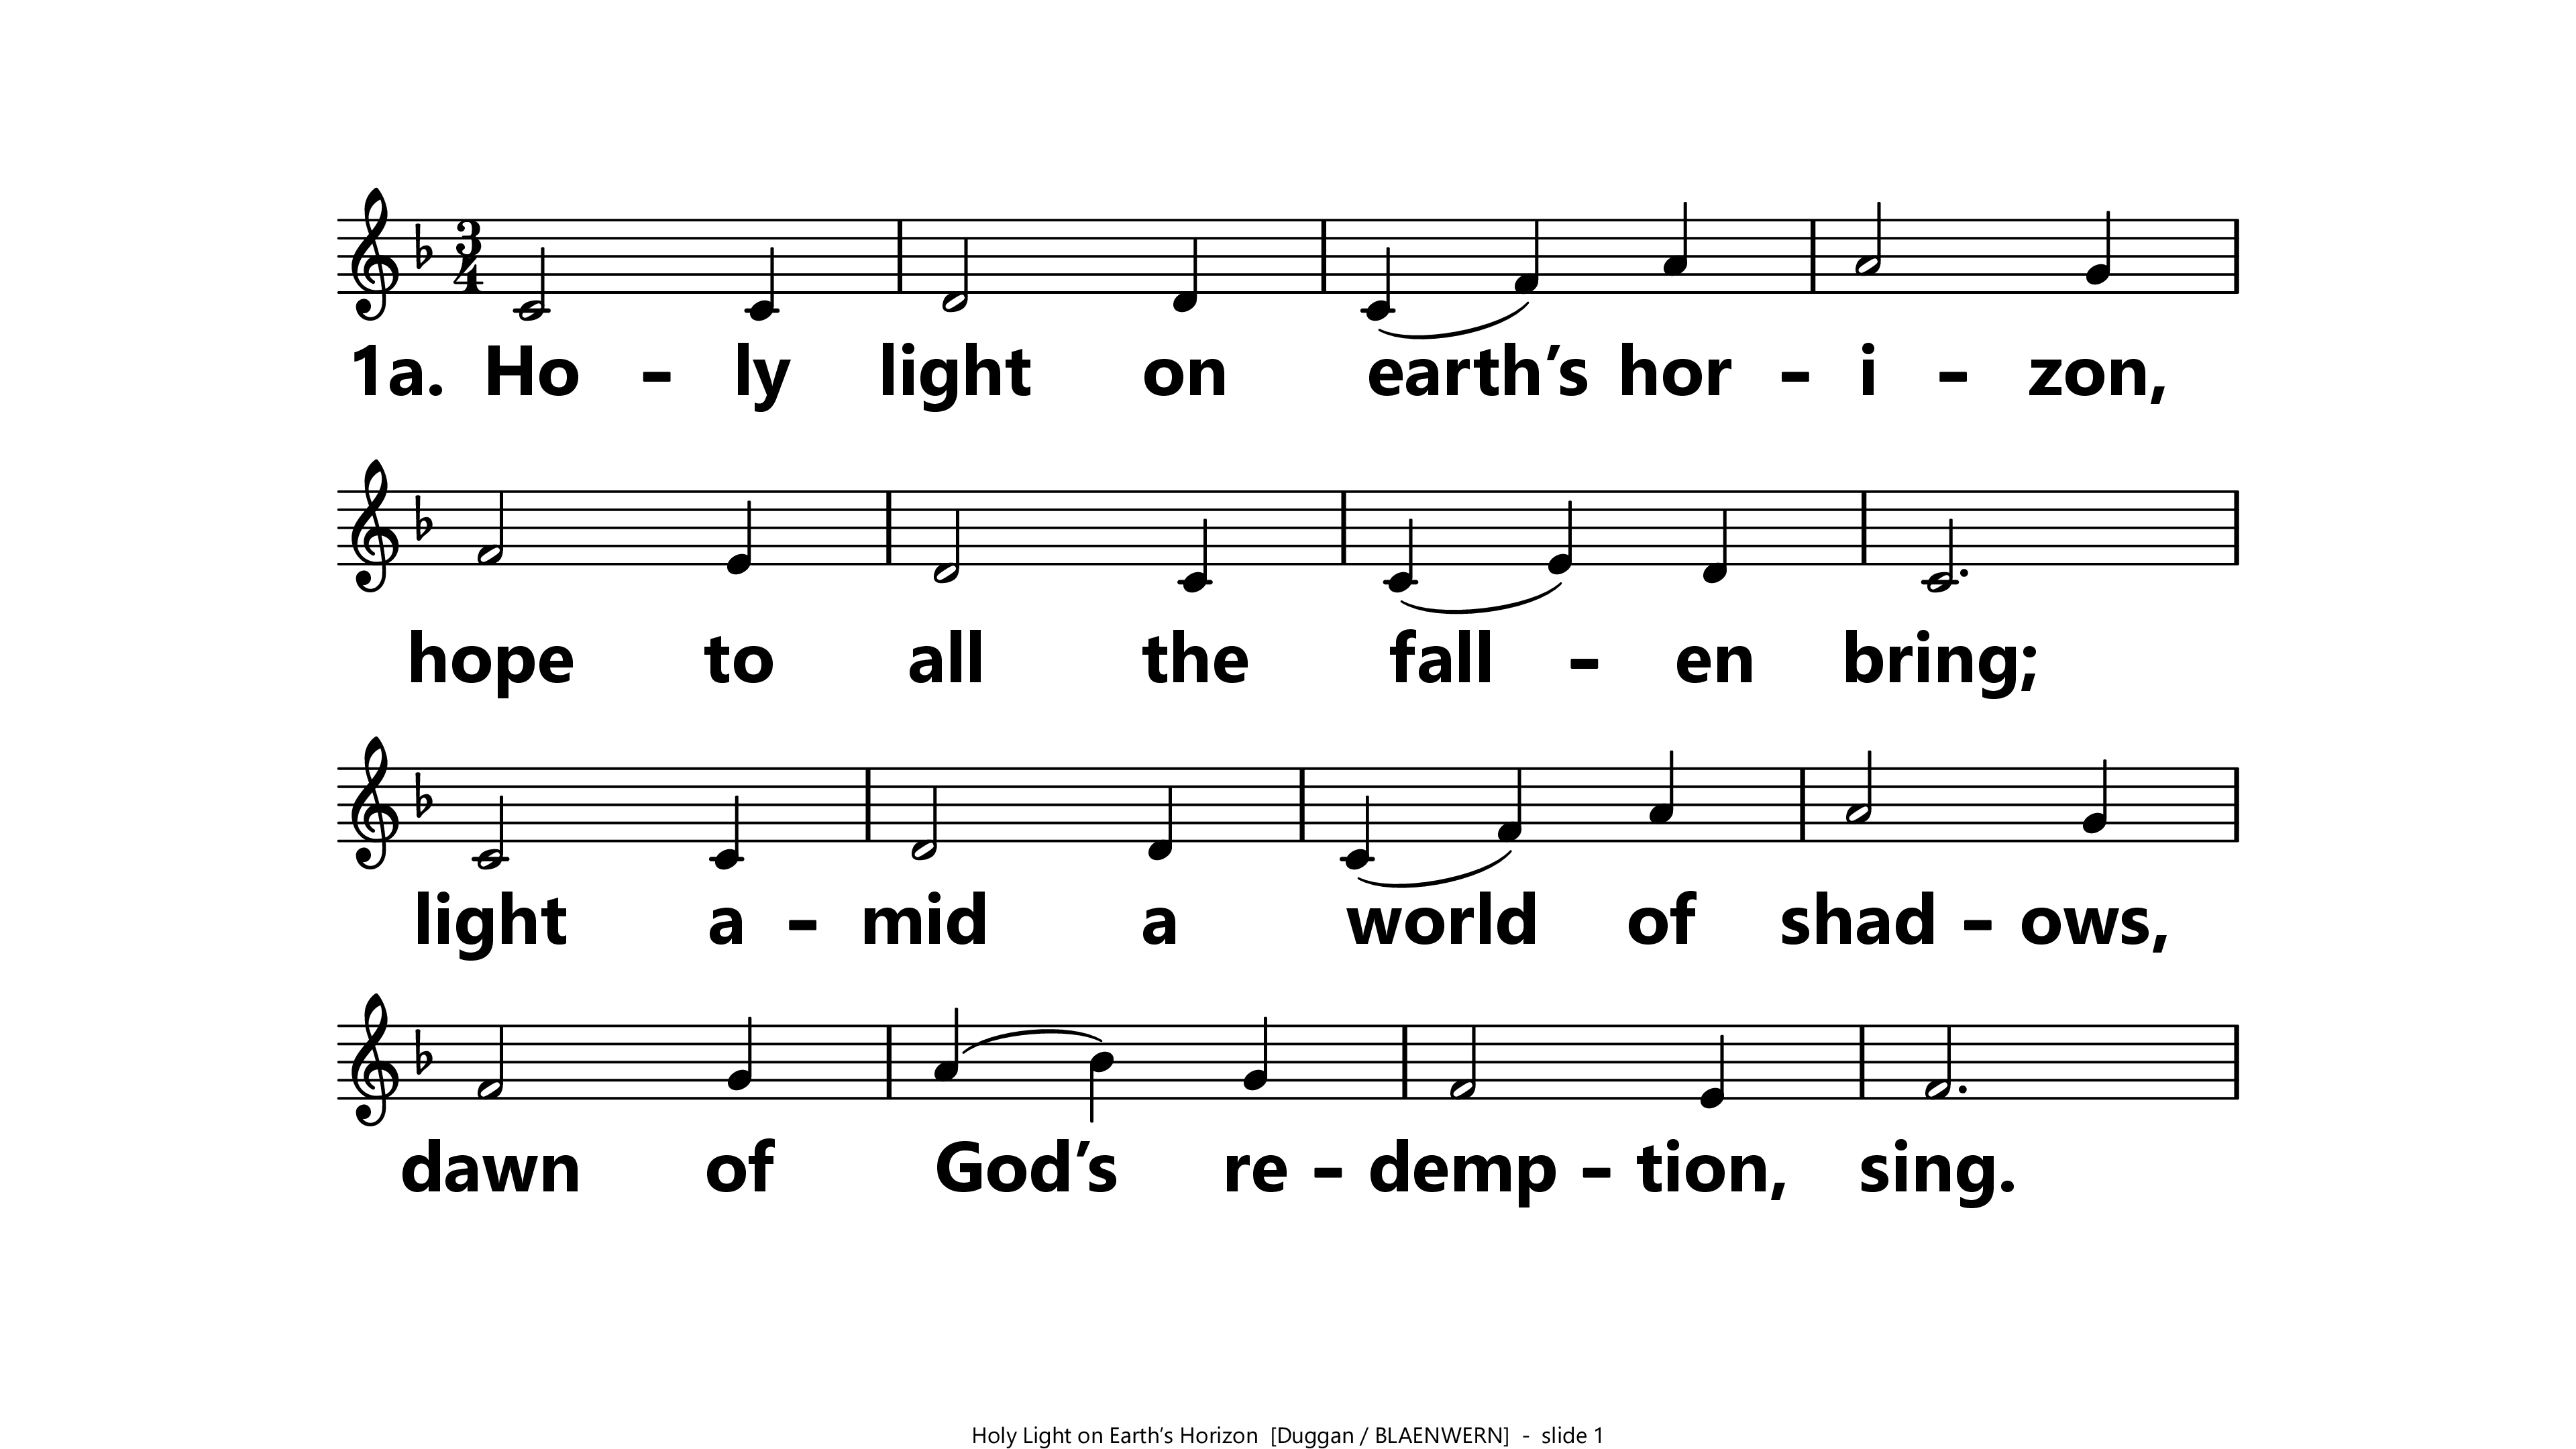 1a. Ho - ly light on earth’s hor - i - zon,
hope to all the fall - en bring;
light a - mid a world of shad - ows,
dawn of God’s re - demp - tion, sing.
Holy Light on Earth’s Horizon [Duggan / BLAENWERN] - slide 1